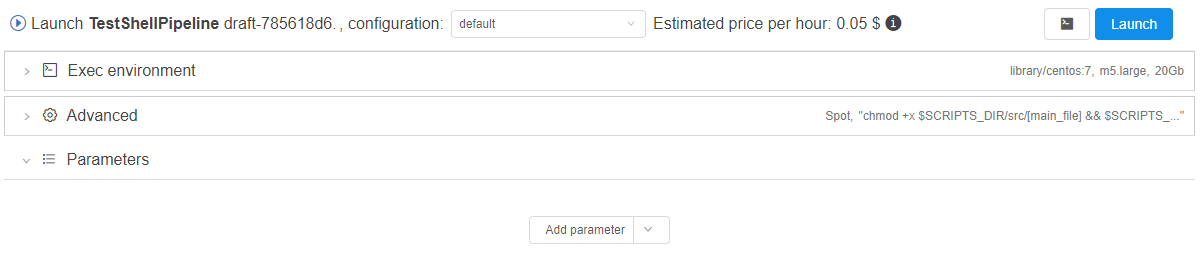 Launch TestShellPipeline draft-785618d6. , configuration: default Estimated price per hour: 0.05 $ Launch
Exec environment library/centos:7, m5.large, 20Gb
Advanced Spot, "chmod +x $SCRIPTS_DIR/src/[main_file] && $SCRIPTS_..."
Parameters
Add parameter